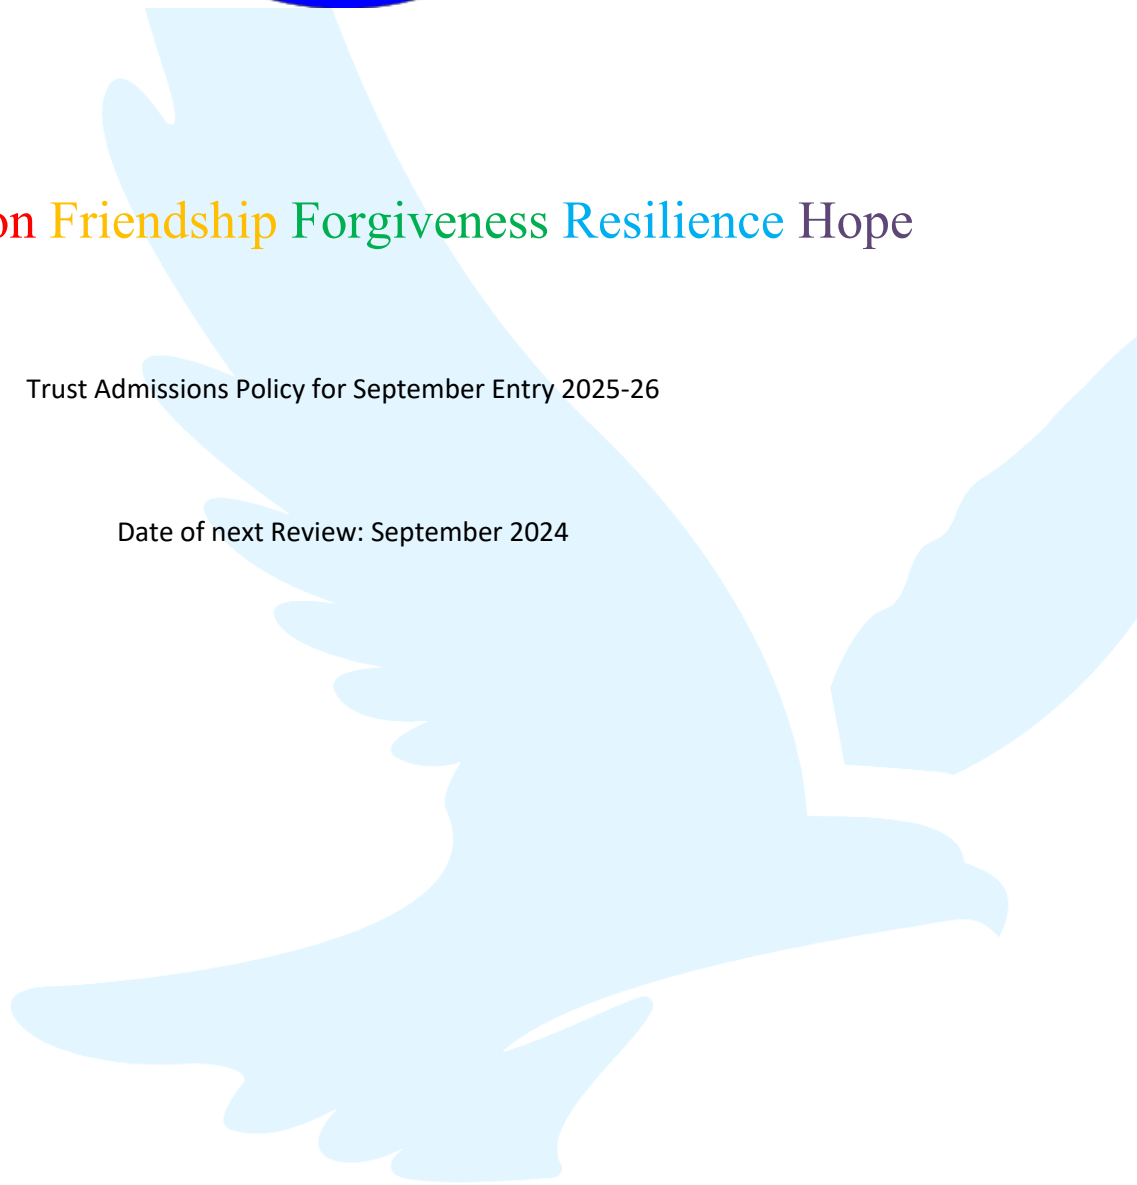 on Friendship Forgiveness Resilience Hope
Trust Admissions Policy for September Entry 2025-26
Date of next Review: September 2024